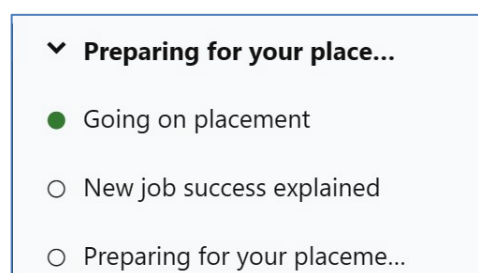 Preparing for your place...
Going on placement
New job success explained
Preparing for your placeme...